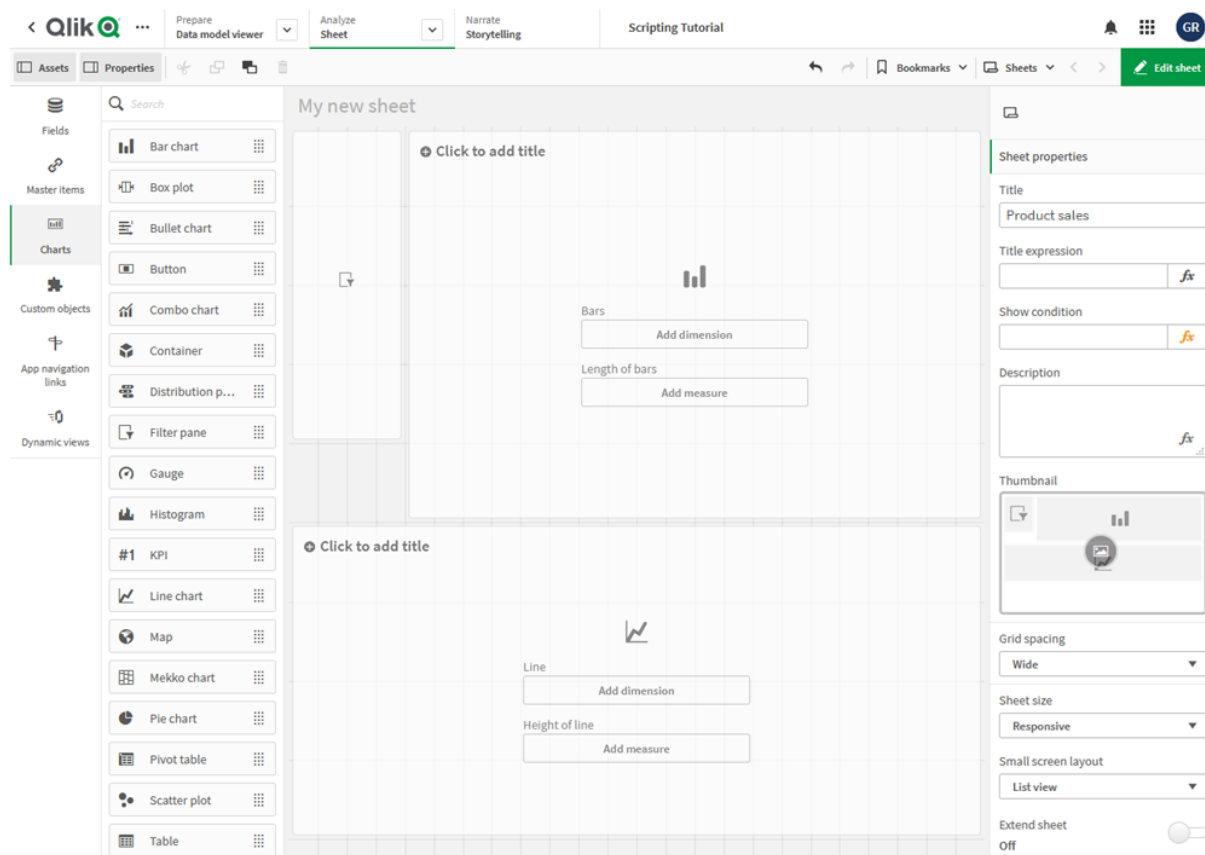 Qlik
Prepare
Data model viewer
Analyze
Sheet
Narrate
Storytelling
Scripting Tutorial
GR
Assets
Properties
Bookmarks
Sheets
Edit sheet
Fields
Master items
Charts
Custom objects
App navigation
links
Dynamic views
Search
Bar chart
Box plot
Bullet chart
Button
Combo chart
Container
Distribution p...
Filter pane
Gauge
Histogram
#1 KPI
Line chart
Map
Mekko chart
Pie chart
Pivot table
Scatter plot
Table
My new sheet
Click to add title
Bars
Add dimension
Length of bars
Add measure
Click to add title
Line
Add dimension
Height of line
Add measure
Sheet properties
Title
Product sales
Title expression
fx
Show condition
fx
Description
fx
Thumbnail
Grid spacing
Wide
Sheet size
Responsive
Small screen layout
List view
Extend sheet
Off